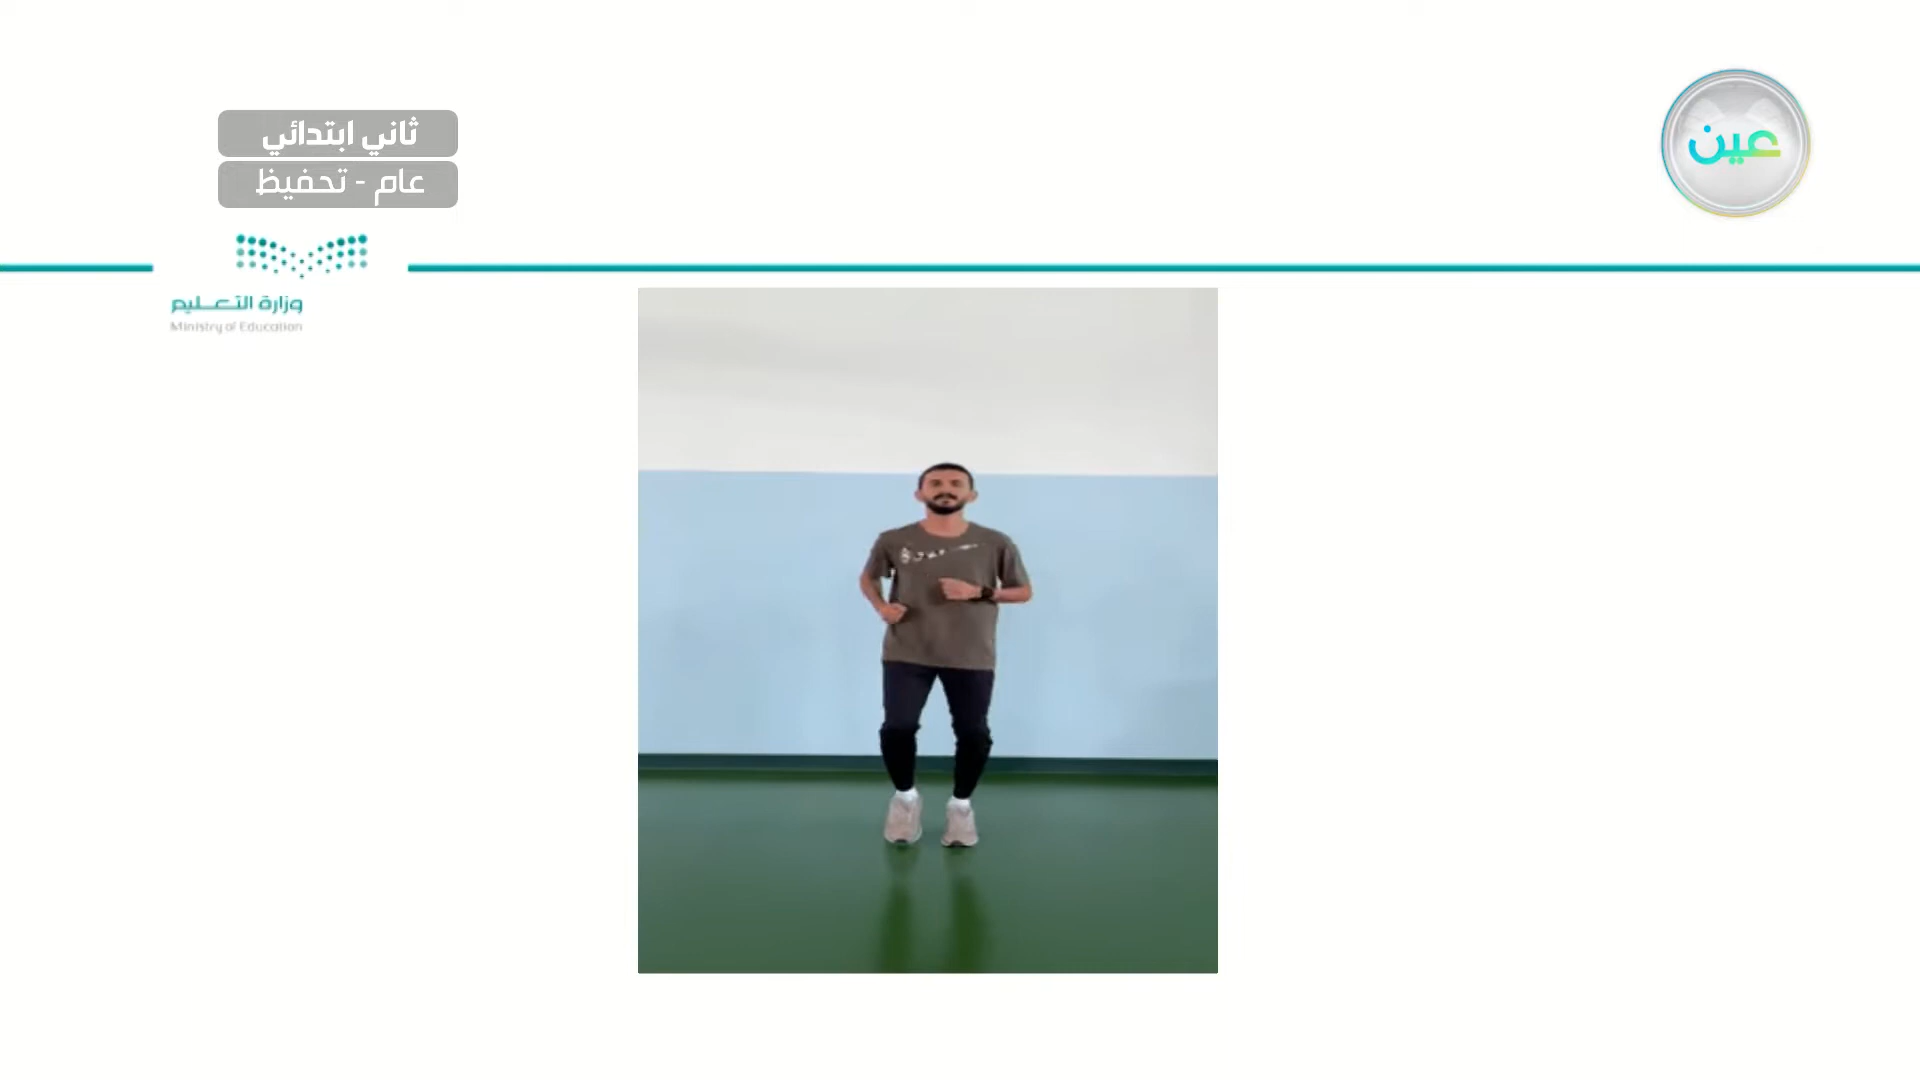 ثاني ابتدائي
عام - تحفيظ
عين
وزارة التعليم
Ministry of Education